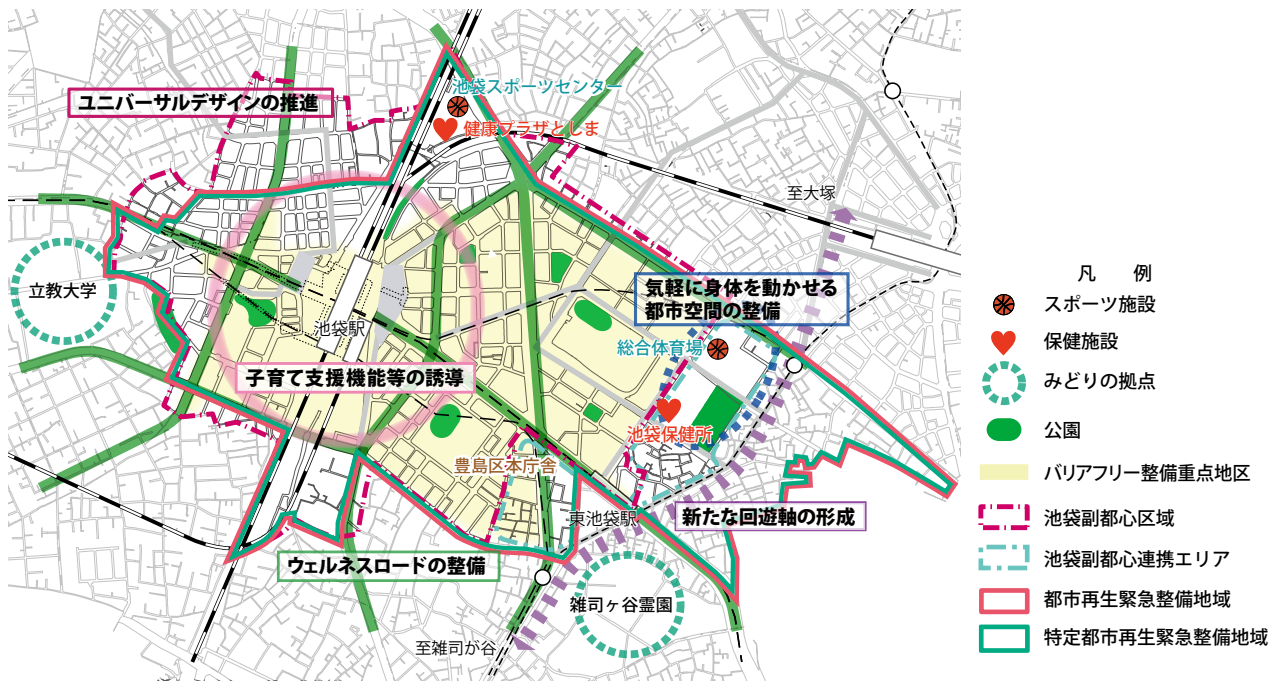 池袋スポーツセンター
ユニバーサルデザインの推進
健康プラザとしま
至大塚
立教大学
気軽に身体を動かせる
都市空間の整備
池袋駅
総合体育場
子育て支援機能等の誘導
池袋保健所
豊島区本庁舎
東池袋駅
新たな回遊軸の形成
ウェルネスロードの整備
雑司ヶ谷霊園
至雑司が谷
凡 例
スポーツ施設
保健施設
みどりの拠点
公園
バリアフリー整備重点地区
池袋副都心区域
池袋副都心連携エリア
都市再生緊急整備地域
特定都市再生緊急整備地域